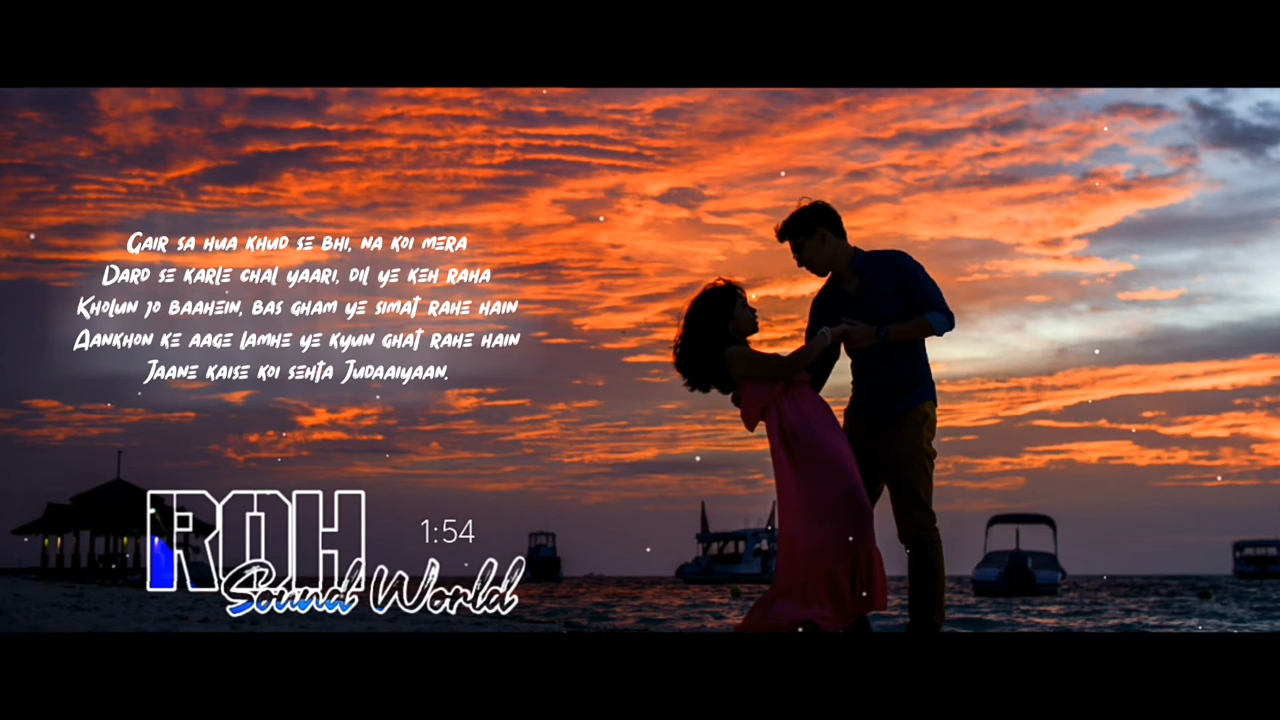 Gair sa hua khud se bhi, na koi mera
Dard se karle chal yaari, dil ye keh raha
Kholun jo baahein, bas gham ye simat rahe hain
Aankhon ke aage lamhe ye kyun ghat rahe hain
Jaane kaise koi sehta Judaaiyaan.
ROH
1:54
Sound World